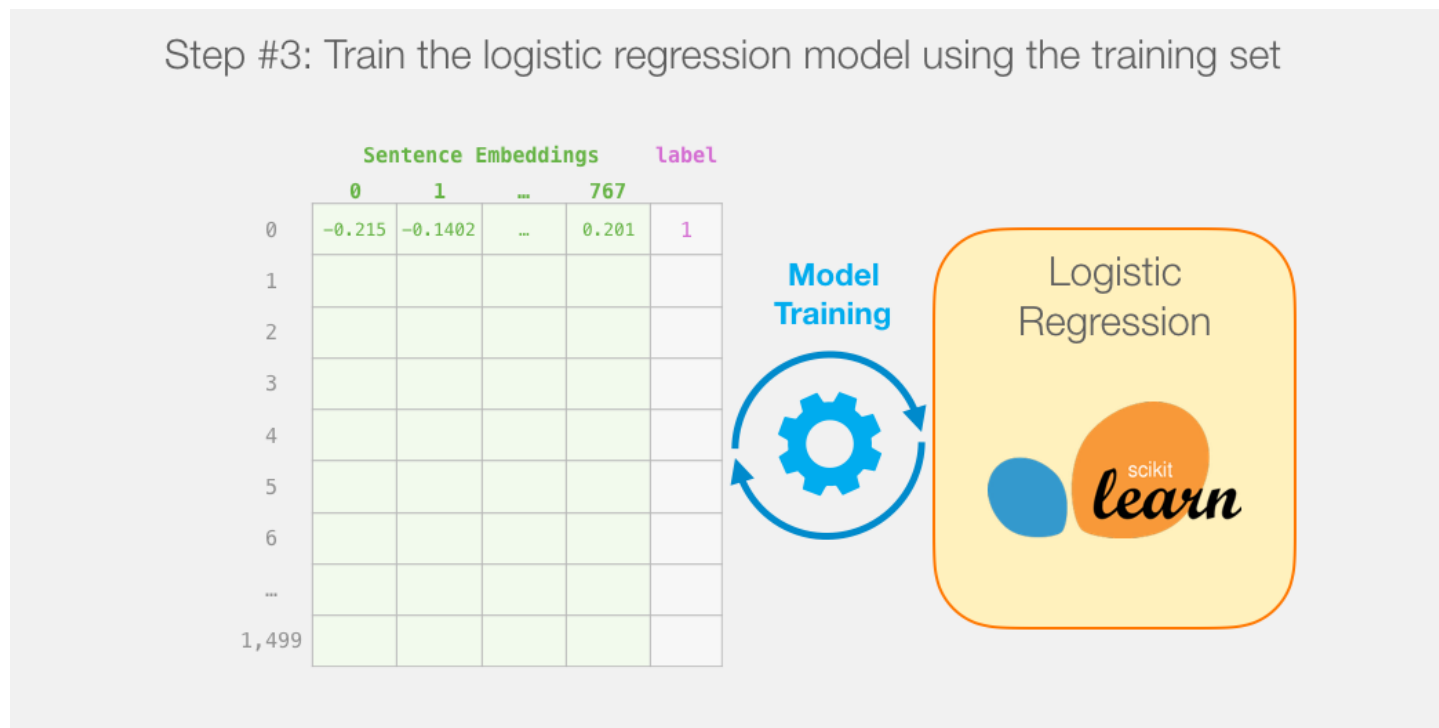 Step #3: Train the logistic regression model using the training set
Sentence Embeddings label
0 1 … 767
0 -0.215 -0.1402 … 0.201 1
1
2
3
4
5
6
…
1,499
Model
Training
Logistic
Regression
scikit
learn